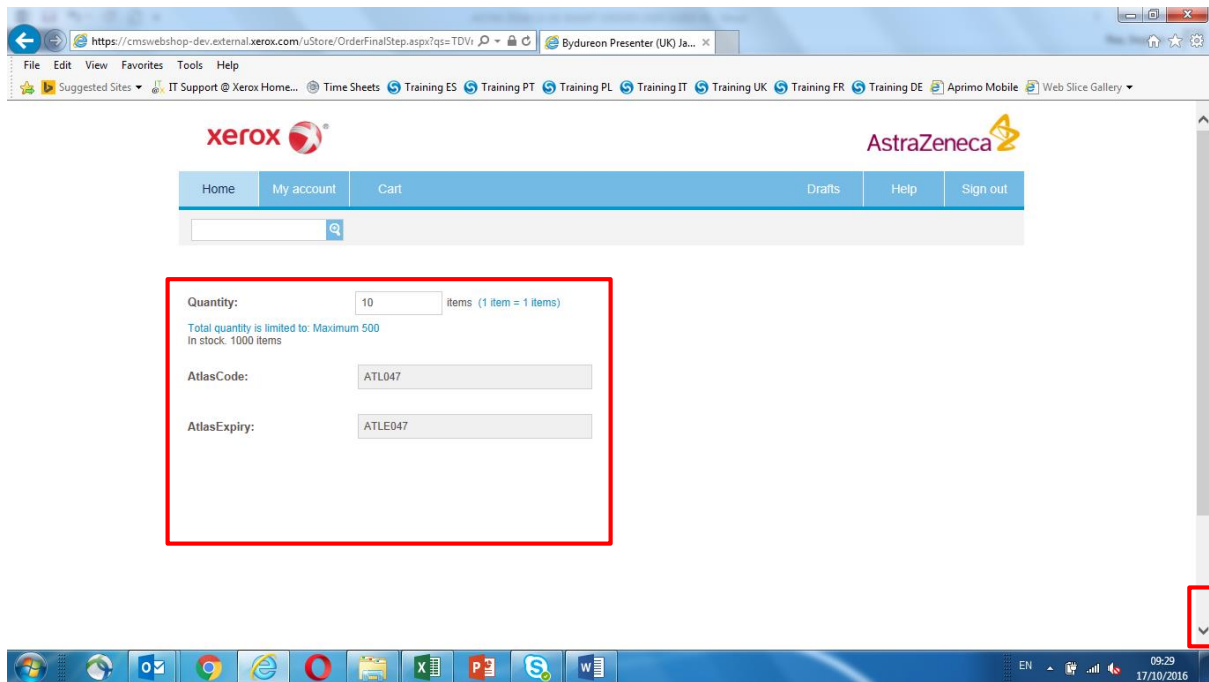 https://cmswebshop-dev.external.xerox.com/uStore/OrderFinalStep.aspx?qs=TDVr
Bydureon Presenter (UK) Ja...
File Edit View Favorites Tools Help
Suggested Sites IT Support @ Xerox Home... Time Sheets Training ES Training PT Training PL Training IT Training UK Training FR Training DE Aprimo Mobile Web Slice Gallery
xerox
AstraZeneca
Home My account Cart Drafts Help Sign out
Quantity: 10 items (1 item = 1 items)
Total quantity is limited to: Maximum 500
In stock. 1000 items
AtlasCode: ATL047
AtlasExpiry: ATLE047
EN 09:29
17/10/2016